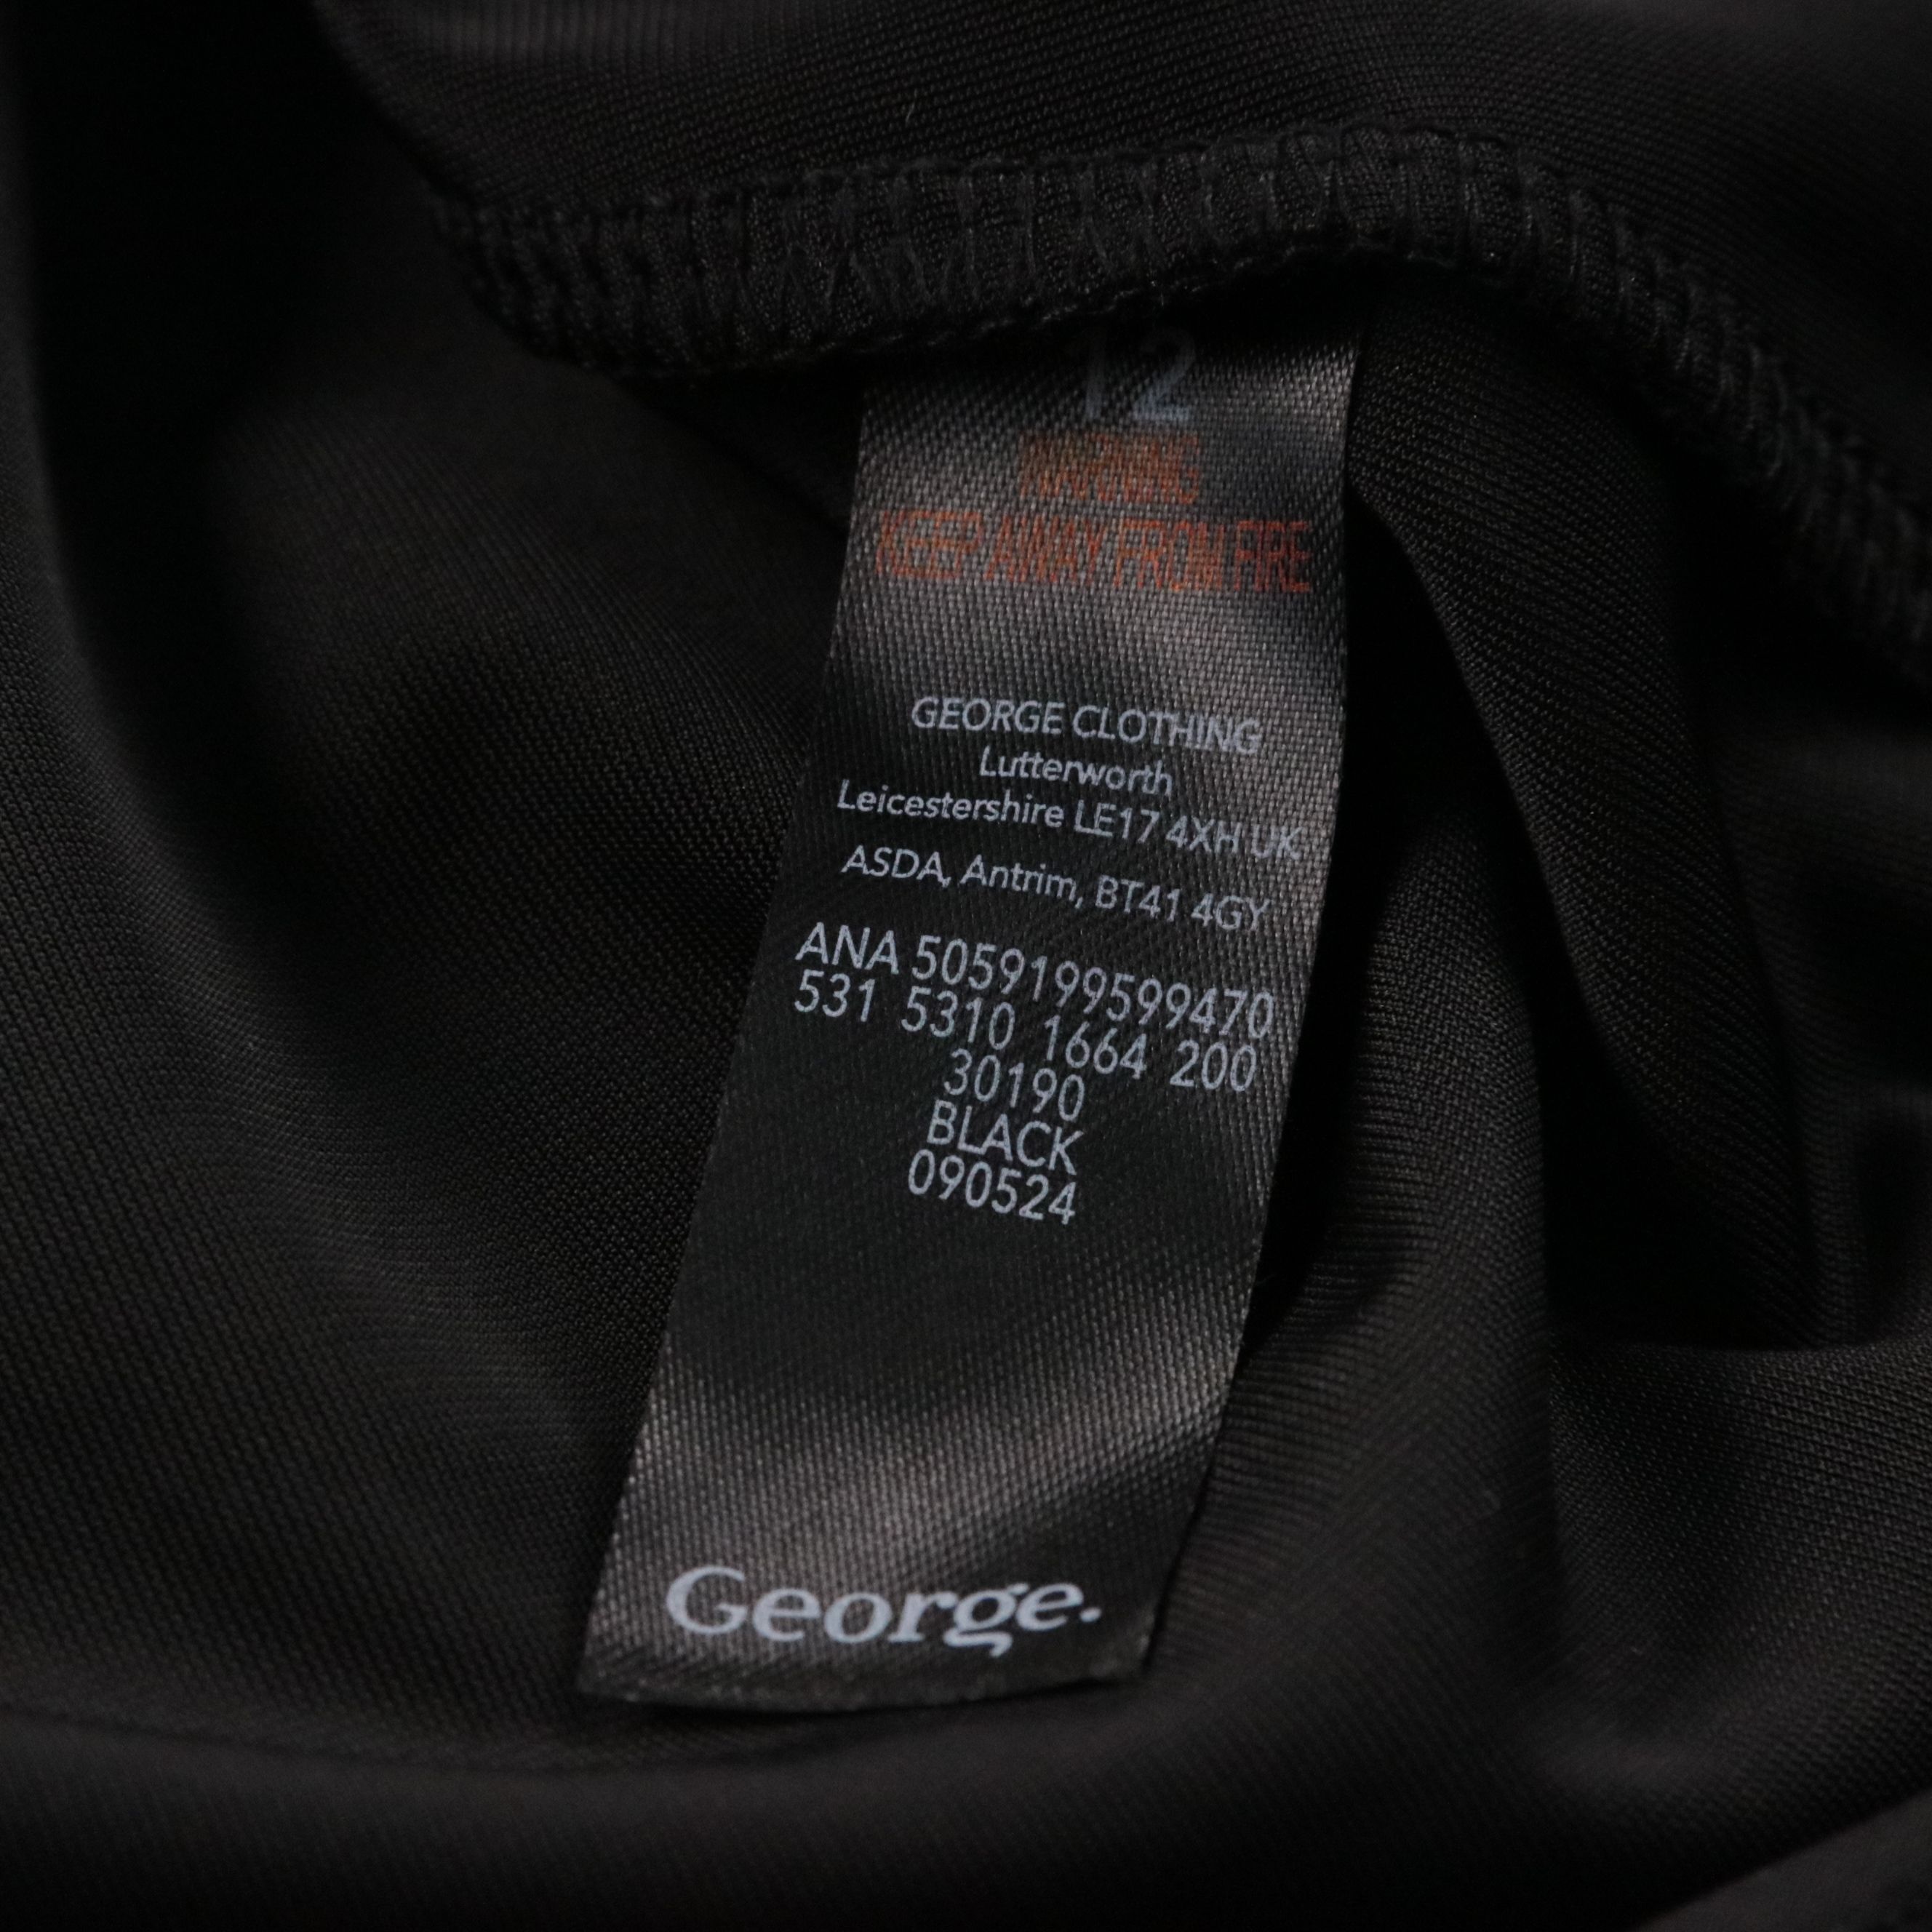 12
WARNING
KEEP AWAY FROM FIRE
GEORGE CLOTHING
Lutterworth
Leicestershire LE17 4XH UK
ASDA, Antrim, BT41 4GY
ANA 5059199599470
531 5310 1664 200
30190
BLACK
090524
George.